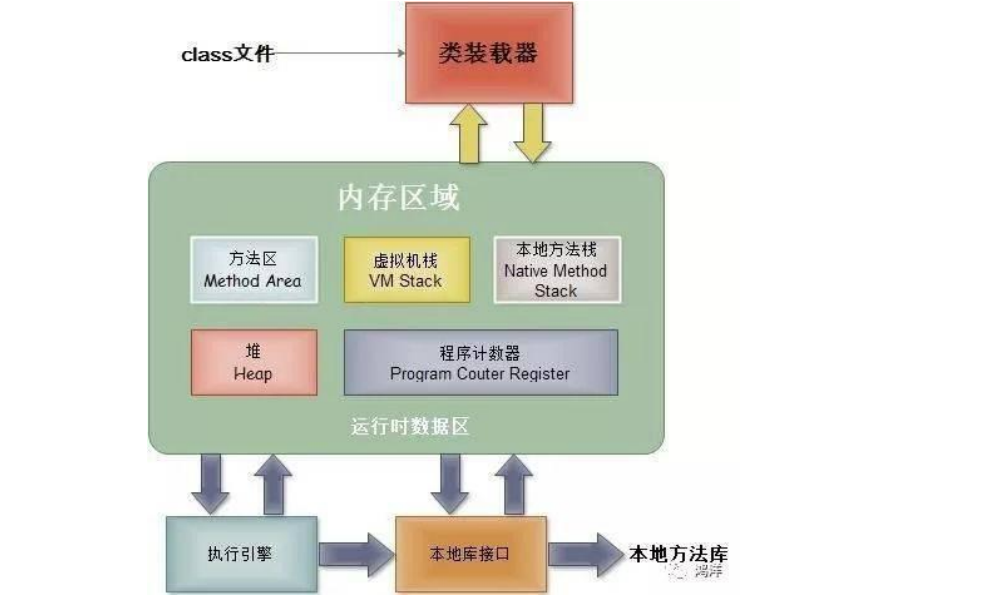 class文件
类装载器
内存区域
方法区
Method Area
虚拟机栈
VM Stack
本地方法栈
Native Method
Stack
堆
Heap
程序计数器
Program Couter Register
运行时数据区
执行引擎
本地库接口
本地方法库
鸿洋